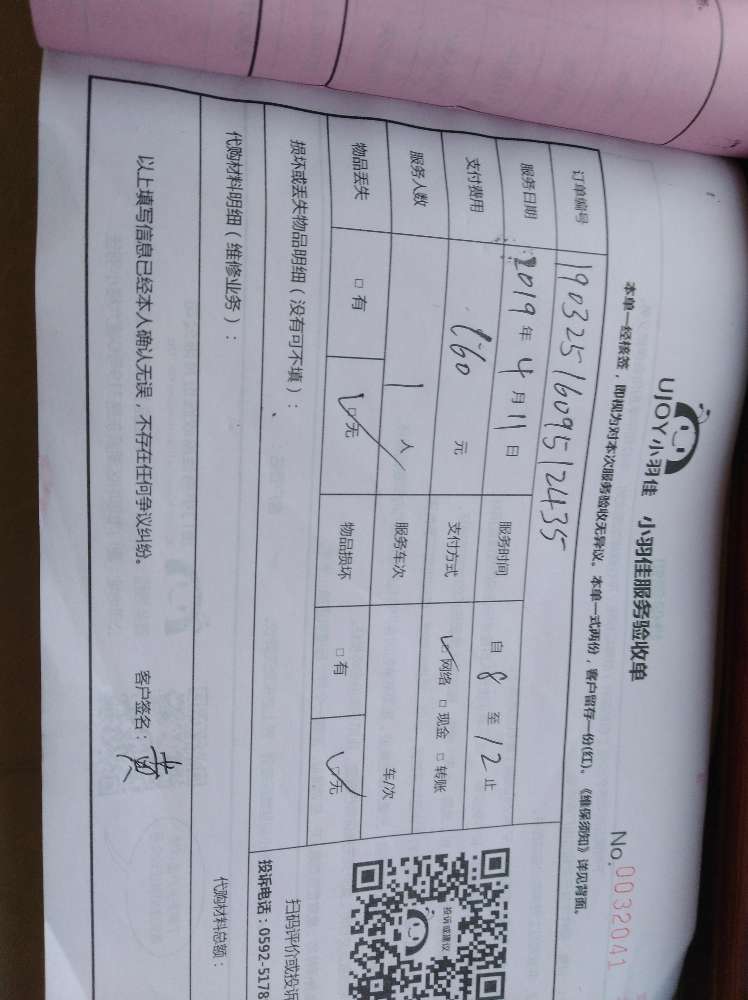 UJOY小羽佳 小羽佳服务验收单
No.0032041
本单一经核签，即视为对本次服务验收无异议。本单一式两份，客户留存一份(红)。《维保须知》详见背面。
订单编号 1903251609512435
服务日期 2019年4月11日 服务时间 自8至12止
支付费用 160元 支付方式 ☑网络 □现金 □转账
服务人数 1人 服务车次 车/次
物品丢失 □有 ☑无 物品损坏 □有 ☑无
损坏或丢失物品明细（没有可不填）：
代购材料明细（维修业务）：
代购材料总额：
投诉或建议
扫码评价或投诉
投诉电话：0592-5178
以上填写信息已经本人确认无误，不存在任何争议纠纷。 客户签名：黄